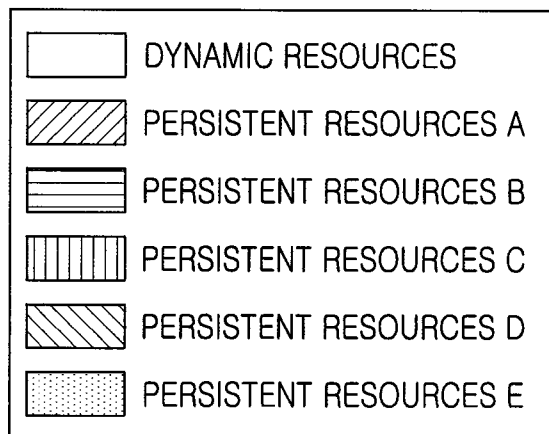 DYNAMIC RESOURCES
PERSISTENT RESOURCES A
PERSISTENT RESOURCES B
PERSISTENT RESOURCES C
PERSISTENT RESOURCES D
PERSISTENT RESOURCES E